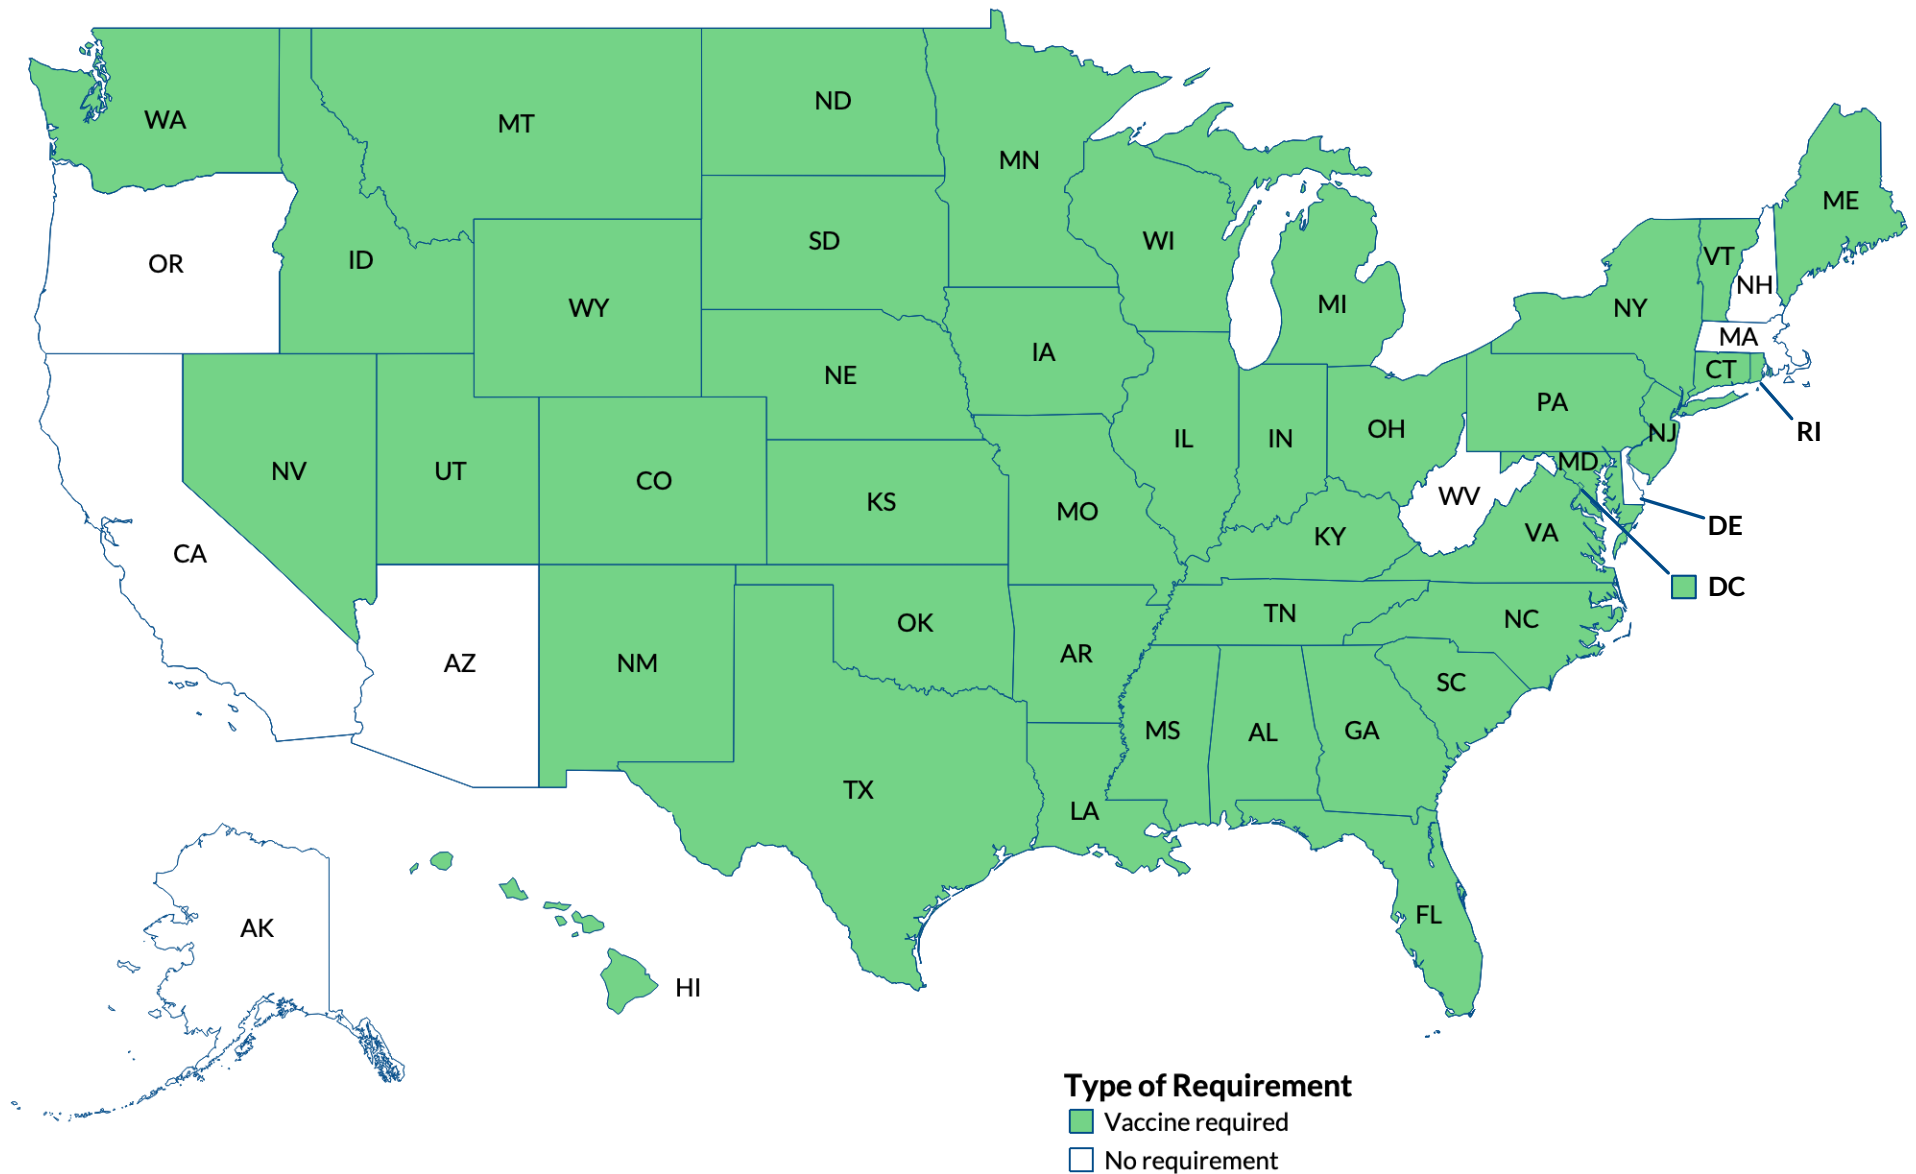 WA
MT
ND
MN
ME
OR
ID
SD
WI
VT
NH
WY
MI
NY
MA
IA
NE
CT
PA
RI
NJ
OH
IL
IN
MD
NV
UT
CO
WV
KS
MO
DE
CA
KY
VA
DC
TN
NC
OK
AR
AZ
NM
SC
MS
AL
GA
TX
LA
FL
AK
HI
Type of Requirement
Vaccine required
No requirement